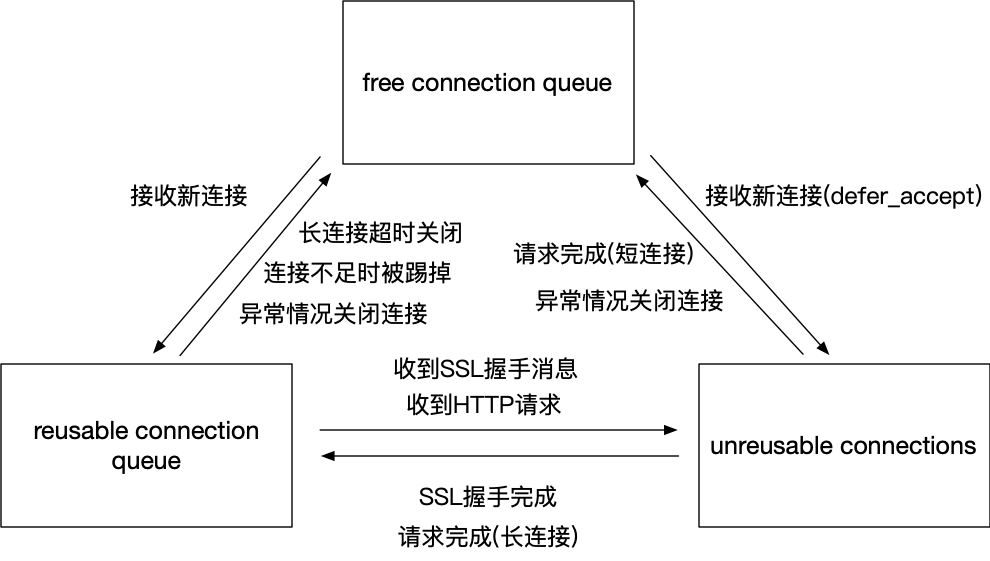 free connection queue
接收新连接
接收新连接(defer_accept)
长连接超时关闭
连接不足时被踢掉
异常情况关闭连接
请求完成(短连接)
异常情况关闭连接
收到SSL握手消息
收到HTTP请求
reusable connection
queue
unreusable connections
SSL握手完成
请求完成(长连接)